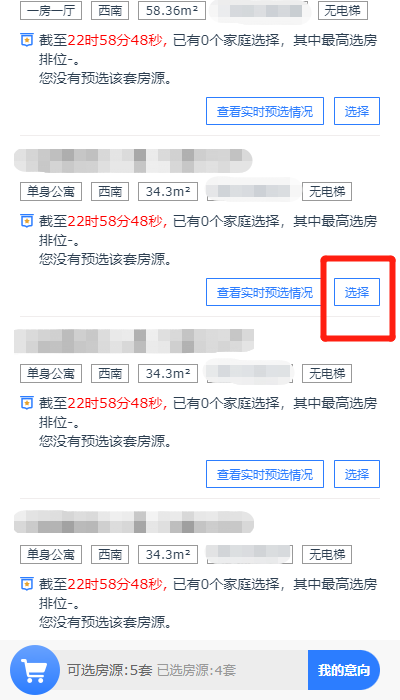 一房一厅 西南 58.36m² 无电梯
截至22时58分48秒, 已有0个家庭选择，其中最高选房
排位-。
您没有预选该套房源。
查看实时预选情况 选择
单身公寓 西南 34.3m² 无电梯
截至22时58分48秒, 已有0个家庭选择，其中最高选房
排位-。
您没有预选该套房源。
查看实时预选情况 选择
单身公寓 西南 34.3m² 无电梯
截至22时58分48秒, 已有0个家庭选择，其中最高选房
排位-。
您没有预选该套房源。
查看实时预选情况 选择
单身公寓 西南 34.3m² 无电梯
截至22时58分48秒, 已有0个家庭选择，其中最高选房
排位-。
可选房源:5套 已选房源:4套 我的意向